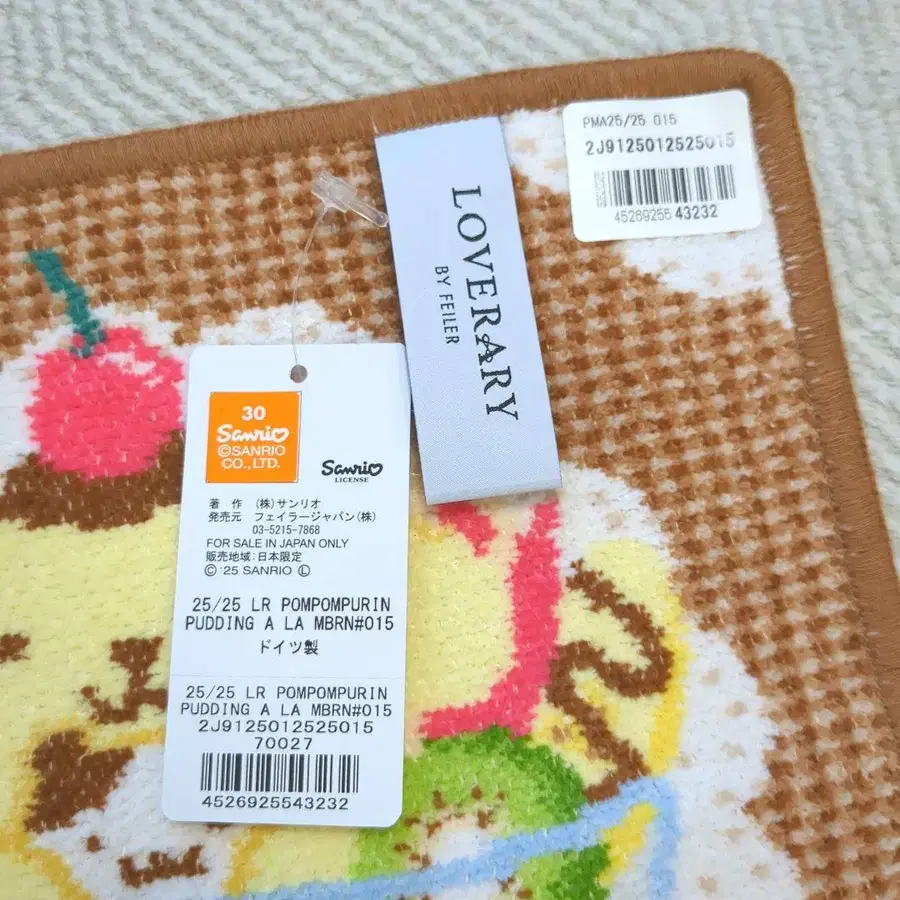 PMA25/25 015
2J9125012525015
45269255 43232
LOVERARY
BY FEILER
30
Sanrio
©SANRIO
CO.,LTD.
Sanrio
LICENSE
著 作 (株)サンリオ
発売元 フェイラージャパン(株)
03-5215-7868
FOR SALE IN JAPAN ONLY
販売地域:日本限定
© '25 SANRIO Ⓛ
25/25 LR POMPOMPURIN
PUDDING A LA MBRN#015
ドイツ製
25/25 LR POMPOMPURIN
PUDDING A LA MBRN#015
2J9125012525015
70027
4526925543232